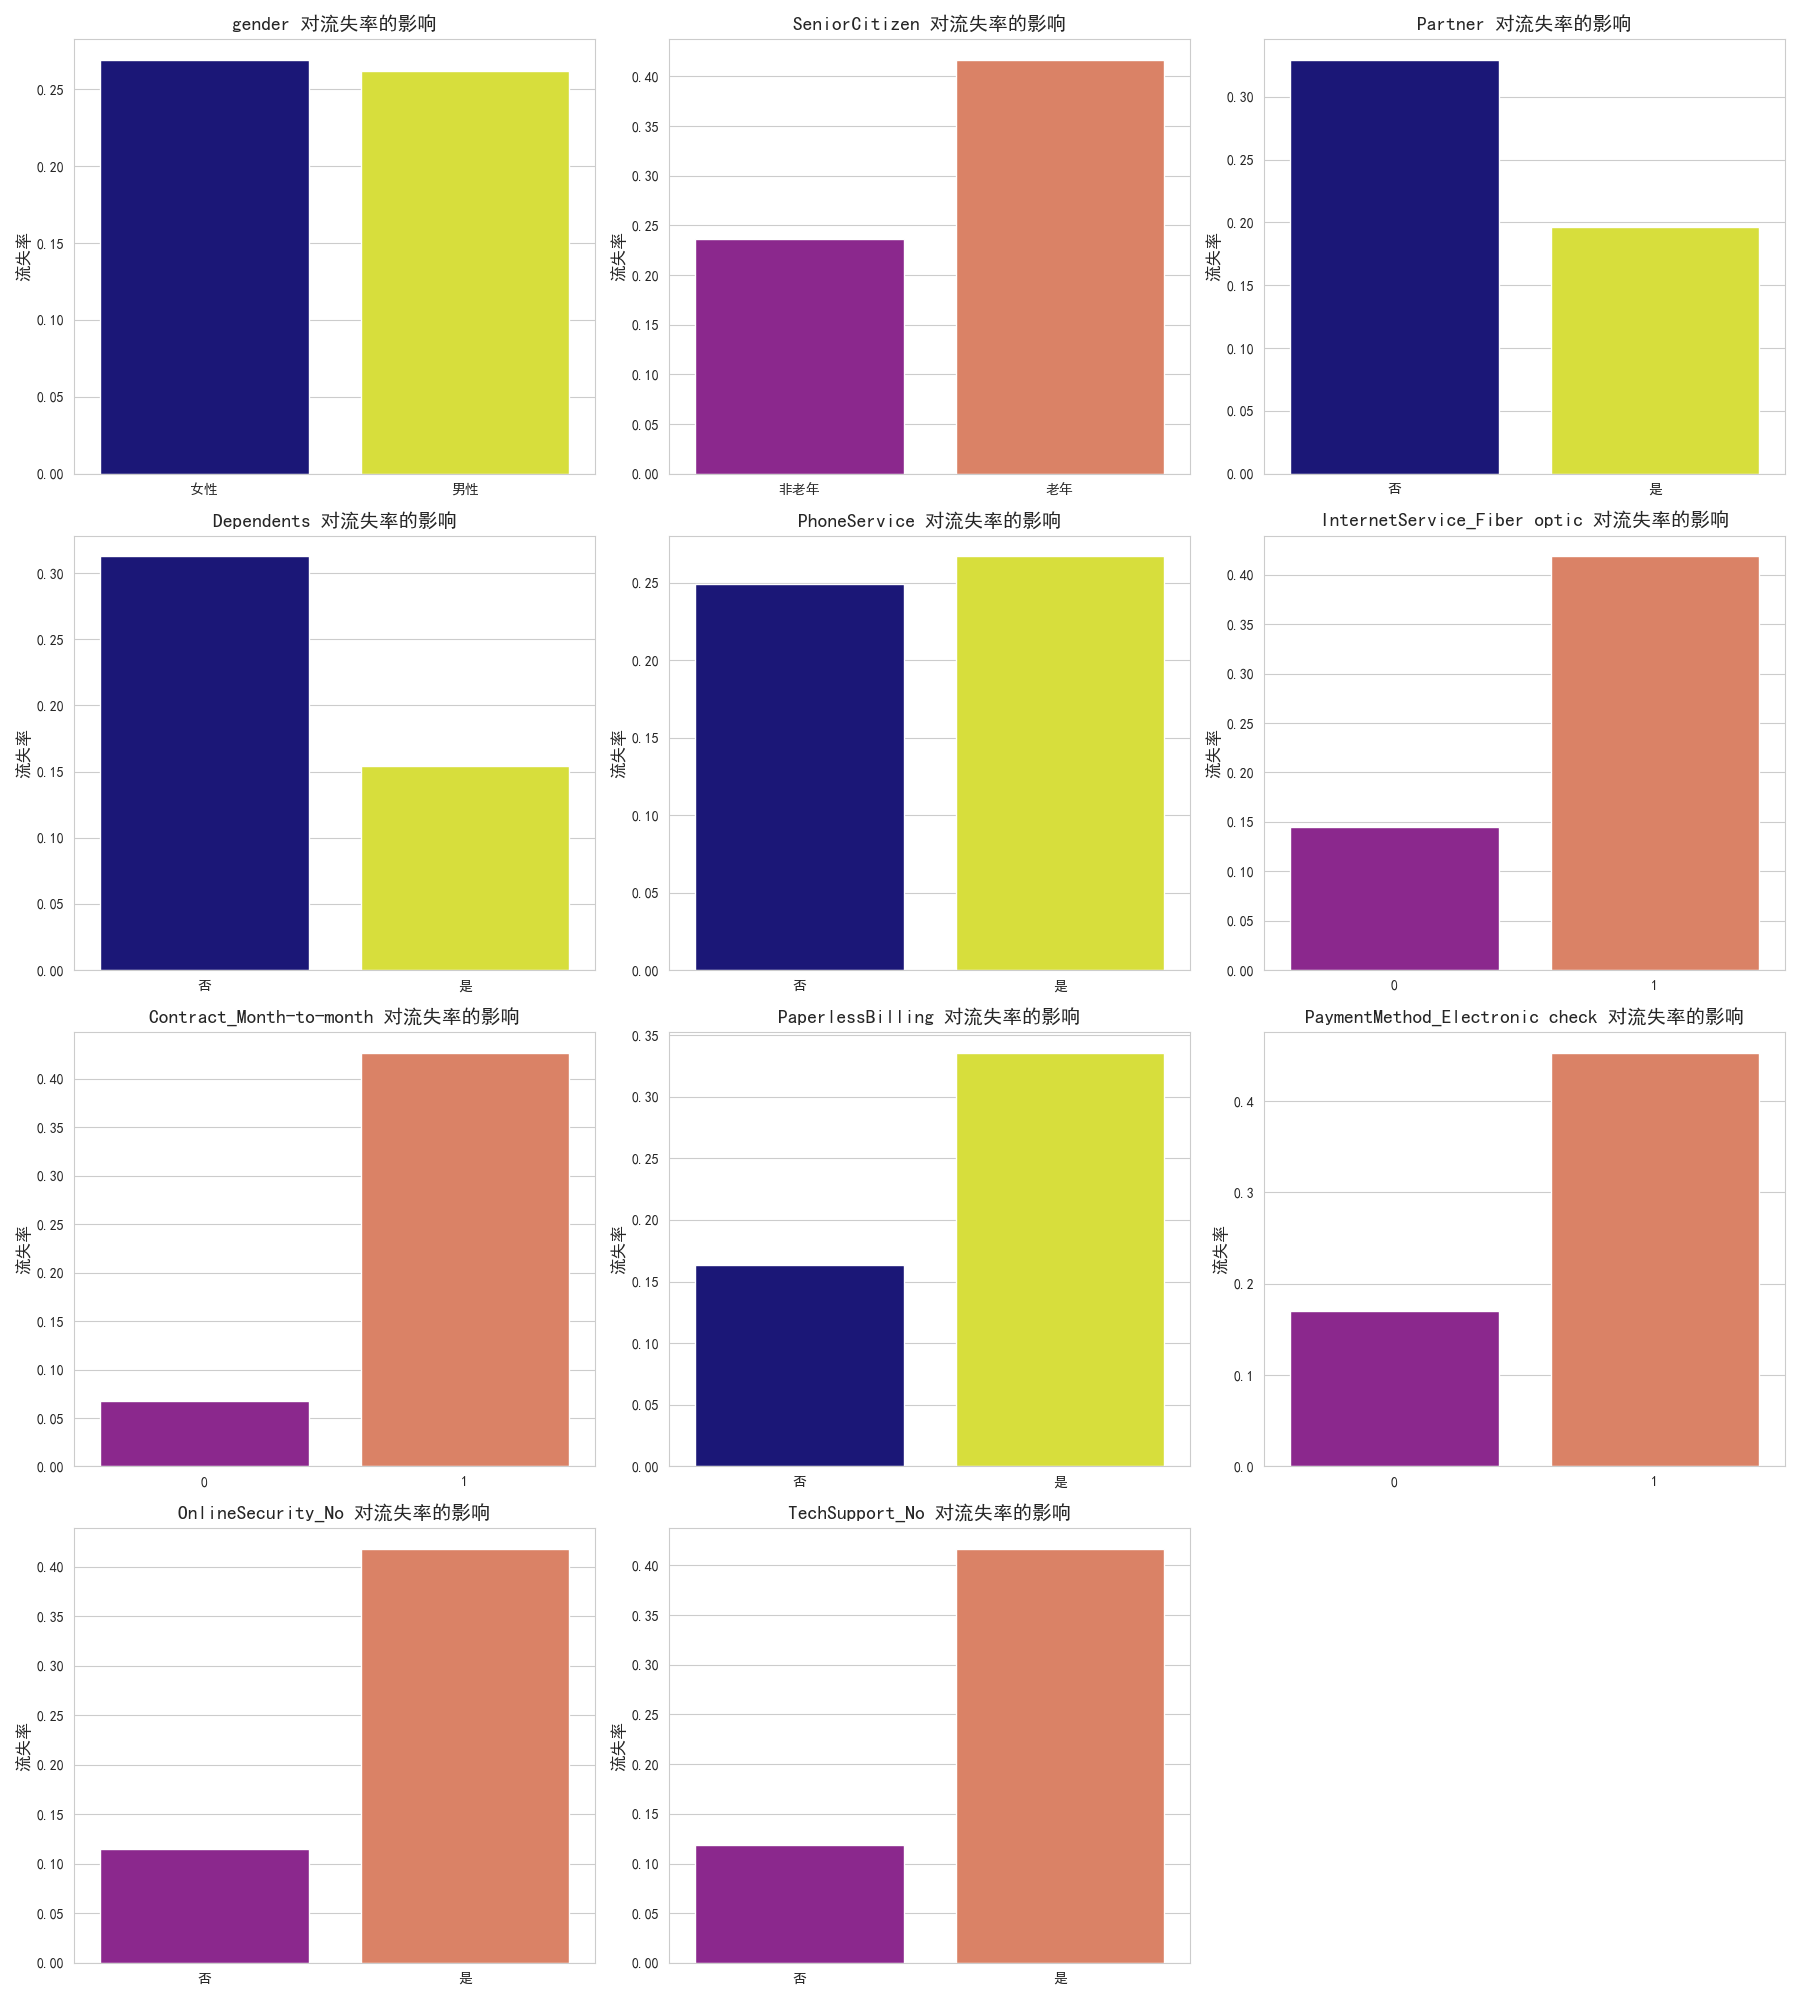 gender 对流失率的影响
流失率
0.25
0.20
0.15
0.10
0.05
0.00
女性 男性
SeniorCitizen 对流失率的影响
流失率
0.40
0.35
0.30
0.25
0.20
0.15
0.10
0.05
0.00
非老年 老年
Partner 对流失率的影响
流失率
0.30
0.25
0.20
0.15
0.10
0.05
0.00
否 是
Dependents 对流失率的影响
流失率
0.30
0.25
0.20
0.15
0.10
0.05
0.00
否 是
PhoneService 对流失率的影响
流失率
0.25
0.20
0.15
0.10
0.05
0.00
否 是
InternetService_Fiber optic 对流失率的影响
流失率
0.40
0.35
0.30
0.25
0.20
0.15
0.10
0.05
0.00
0 1
Contract_Month-to-month 对流失率的影响
流失率
0.40
0.35
0.30
0.25
0.20
0.15
0.10
0.05
0.00
0 1
PaperlessBilling 对流失率的影响
流失率
0.35
0.30
0.25
0.20
0.15
0.10
0.05
0.00
否 是
PaymentMethod_Electronic check 对流失率的影响
流失率
0.4
0.3
0.2
0.1
0.0
0 1
OnlineSecurity_No 对流失率的影响
流失率
0.40
0.35
0.30
0.25
0.20
0.15
0.10
0.05
0.00
否 是
TechSupport_No 对流失率的影响
流失率
0.40
0.35
0.30
0.25
0.20
0.15
0.10
0.05
0.00
否 是